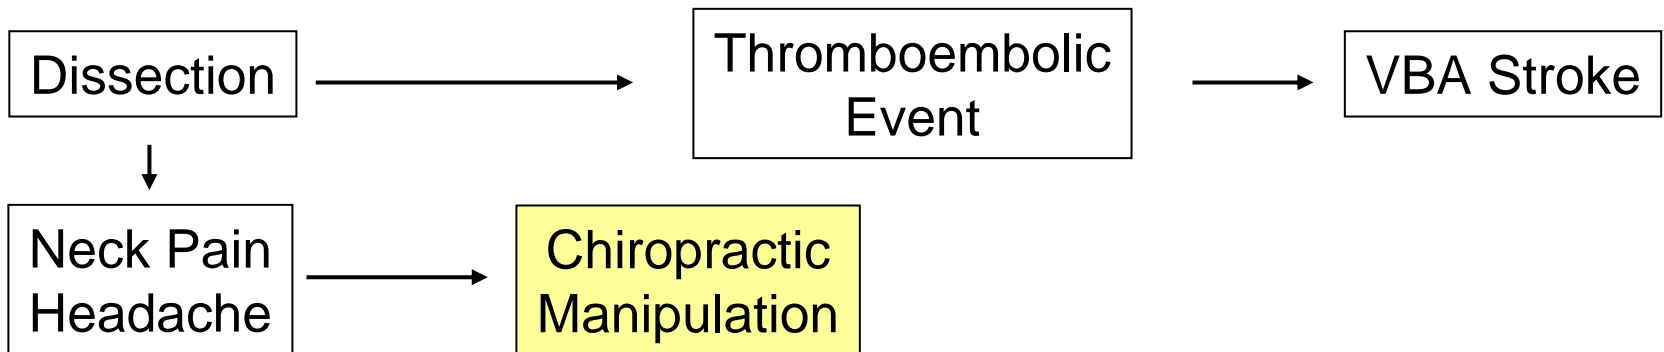 Dissection
Thromboembolic
Event
VBA Stroke
Neck Pain
Headache
Chiropractic
Manipulation